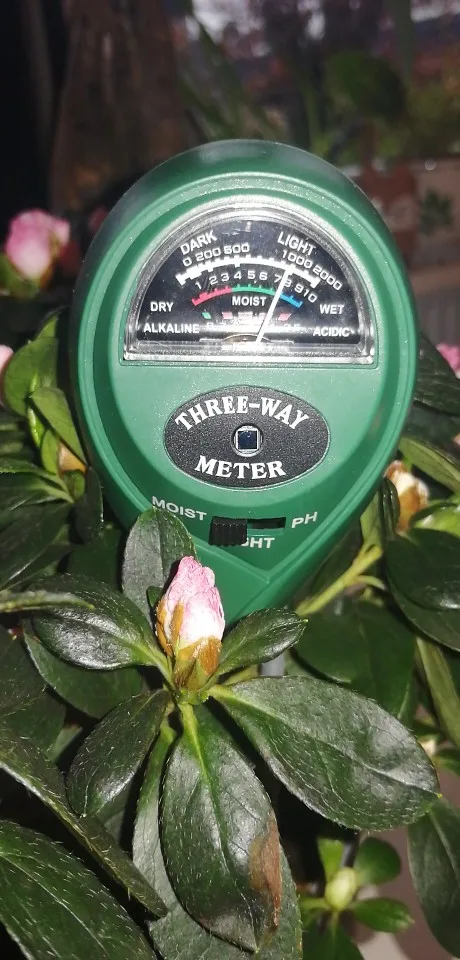 DARK LIGHT
0 200 500 1000 2000
1 2 3 4 5 6 7 8 9 10
DRY MOIST WET
ALKALINE ACIDIC
THREE-WAY
METER
MOIST PH